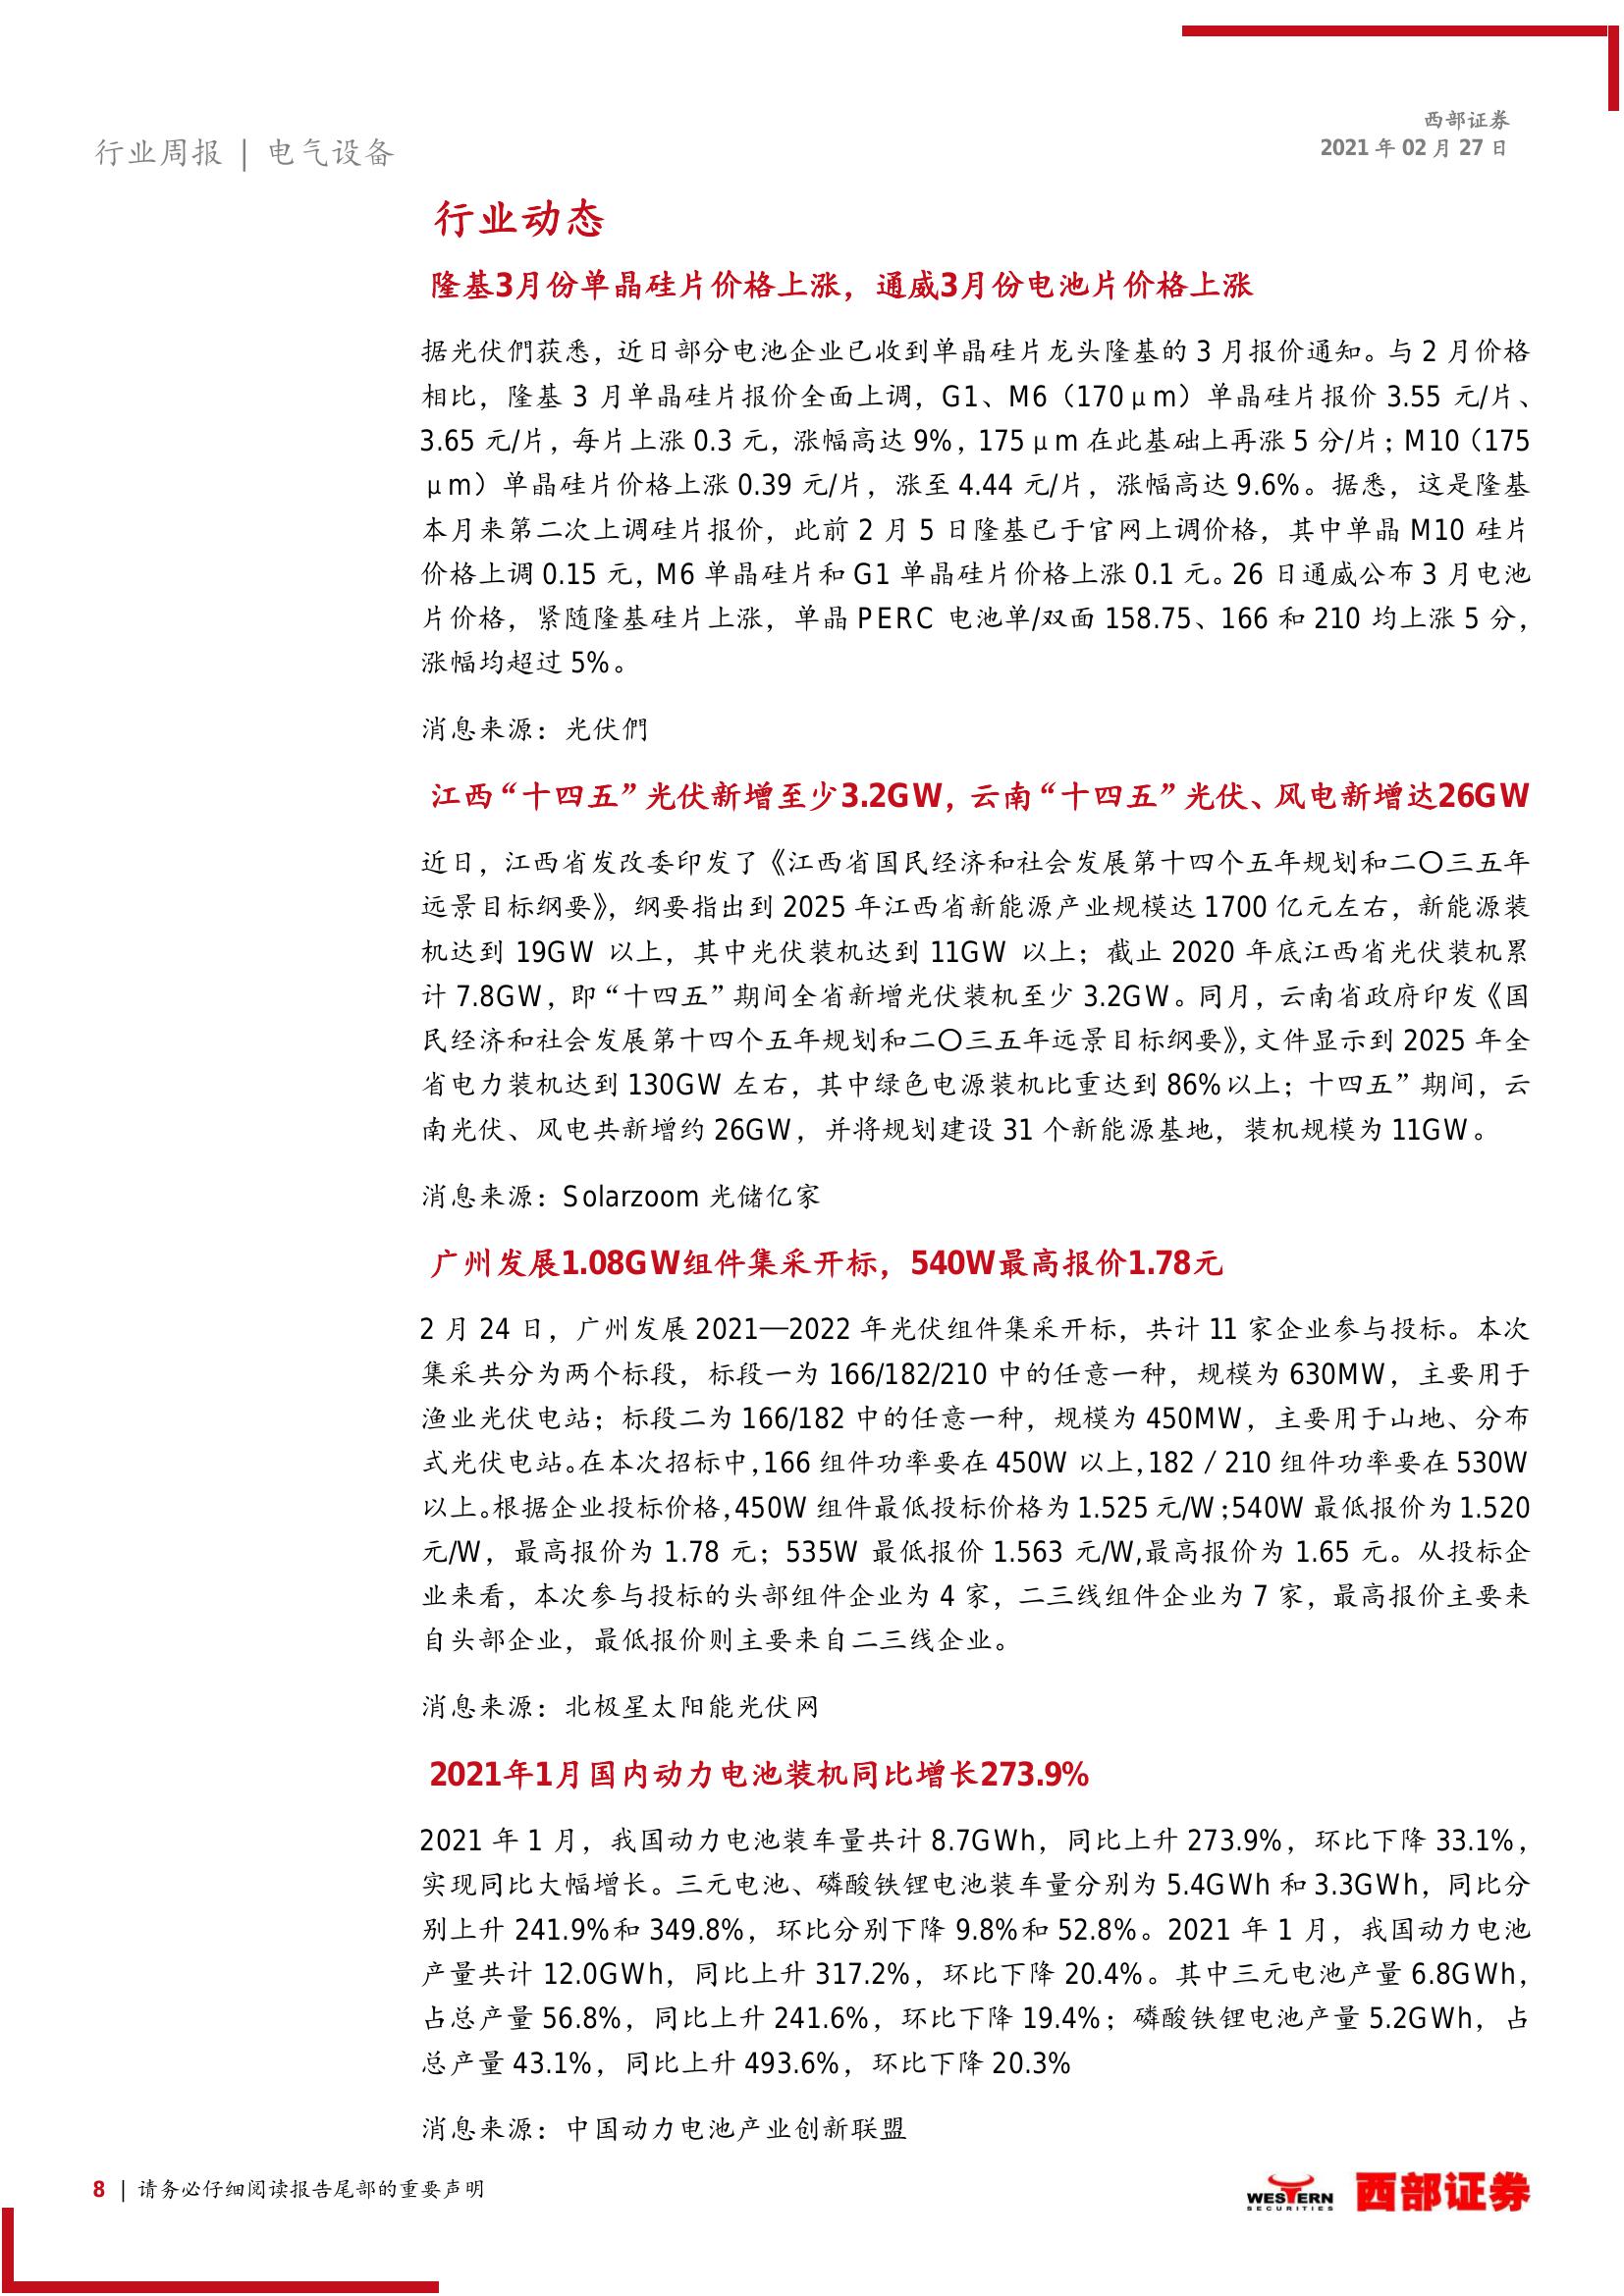 西部证券
2021 年 02 月 27 日
行业周报 | 电气设备
行业动态
隆基3月份单晶硅片价格上涨，通威3月份电池片价格上涨
据光伏們获悉，近日部分电池企业已收到单晶硅片龙头隆基的 3 月报价通知。与 2 月价格
相比，隆基 3 月单晶硅片报价全面上调，G1、M6（170μm）单晶硅片报价 3.55 元/片、
3.65 元/片，每片上涨 0.3 元，涨幅高达 9%，175μm 在此基础上再涨 5 分/片；M10（175
μm）单晶硅片价格上涨 0.39 元/片，涨至 4.44 元/片，涨幅高达 9.6%。据悉，这是隆基
本月来第二次上调硅片报价，此前 2 月 5 日隆基已于官网上调价格，其中单晶 M10 硅片
价格上调 0.15 元，M6 单晶硅片和 G1 单晶硅片价格上涨 0.1 元。26 日通威公布 3 月电池
片价格，紧随隆基硅片上涨，单晶 PERC 电池单/双面 158.75、166 和 210 均上涨 5 分，
涨幅均超过 5%。
消息来源：光伏們
江西“十四五”光伏新增至少3.2GW，云南“十四五”光伏、风电新增达26GW
近日，江西省发改委印发了《江西省国民经济和社会发展第十四个五年规划和二〇三五年
远景目标纲要》，纲要指出到 2025 年江西省新能源产业规模达 1700 亿元左右，新能源装
机达到 19GW 以上，其中光伏装机达到 11GW 以上；截止 2020 年底江西省光伏装机累
计 7.8GW，即“十四五”期间全省新增光伏装机至少 3.2GW。同月，云南省政府印发《国
民经济和社会发展第十四个五年规划和二〇三五年远景目标纲要》，文件显示到 2025 年全
省电力装机达到 130GW 左右，其中绿色电源装机比重达到 86%以上；十四五”期间，云
南光伏、风电共新增约 26GW，并将规划建设 31 个新能源基地，装机规模为 11GW。
消息来源：Solarzoom 光储亿家
广州发展1.08GW组件集采开标，540W最高报价1.78元
2 月 24 日，广州发展 2021—2022 年光伏组件集采开标，共计 11 家企业参与投标。本次
集采共分为两个标段，标段一为 166/182/210 中的任意一种，规模为 630MW，主要用于
渔业光伏电站；标段二为 166/182 中的任意一种，规模为 450MW，主要用于山地、分布
式光伏电站。在本次招标中，166 组件功率要在 450W 以上，182／210 组件功率要在 530W
以上。根据企业投标价格，450W 组件最低投标价格为 1.525 元/W；540W 最低报价为 1.520
元/W，最高报价为 1.78 元；535W 最低报价 1.563 元/W,最高报价为 1.65 元。从投标企
业来看，本次参与投标的头部组件企业为 4 家，二三线组件企业为 7 家，最高报价主要来
自头部企业，最低报价则主要来自二三线企业。
消息来源：北极星太阳能光伏网
2021年1月国内动力电池装机同比增长273.9%
2021 年 1 月，我国动力电池装车量共计 8.7GWh，同比上升 273.9%，环比下降 33.1%，
实现同比大幅增长。三元电池、磷酸铁锂电池装车量分别为 5.4GWh 和 3.3GWh，同比分
别上升 241.9%和 349.8%，环比分别下降 9.8%和 52.8%。2021 年 1 月，我国动力电池
产量共计 12.0GWh，同比上升 317.2%，环比下降 20.4%。其中三元电池产量 6.8GWh，
占总产量 56.8%，同比上升 241.6%，环比下降 19.4%；磷酸铁锂电池产量 5.2GWh，占
总产量 43.1%，同比上升 493.6%，环比下降 20.3%
消息来源：中国动力电池产业创新联盟
8 | 请务必仔细阅读报告尾部的重要声明
WESTERN
SECURITIES
西部证券